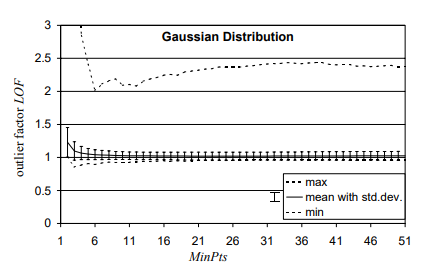 Gaussian Distribution
outlier factor LOF
3
2.5
2
1.5
1
0.5
0
max
mean with std.dev.
min
1 6 11 16 21 26 31 36 41 46 51
MinPts